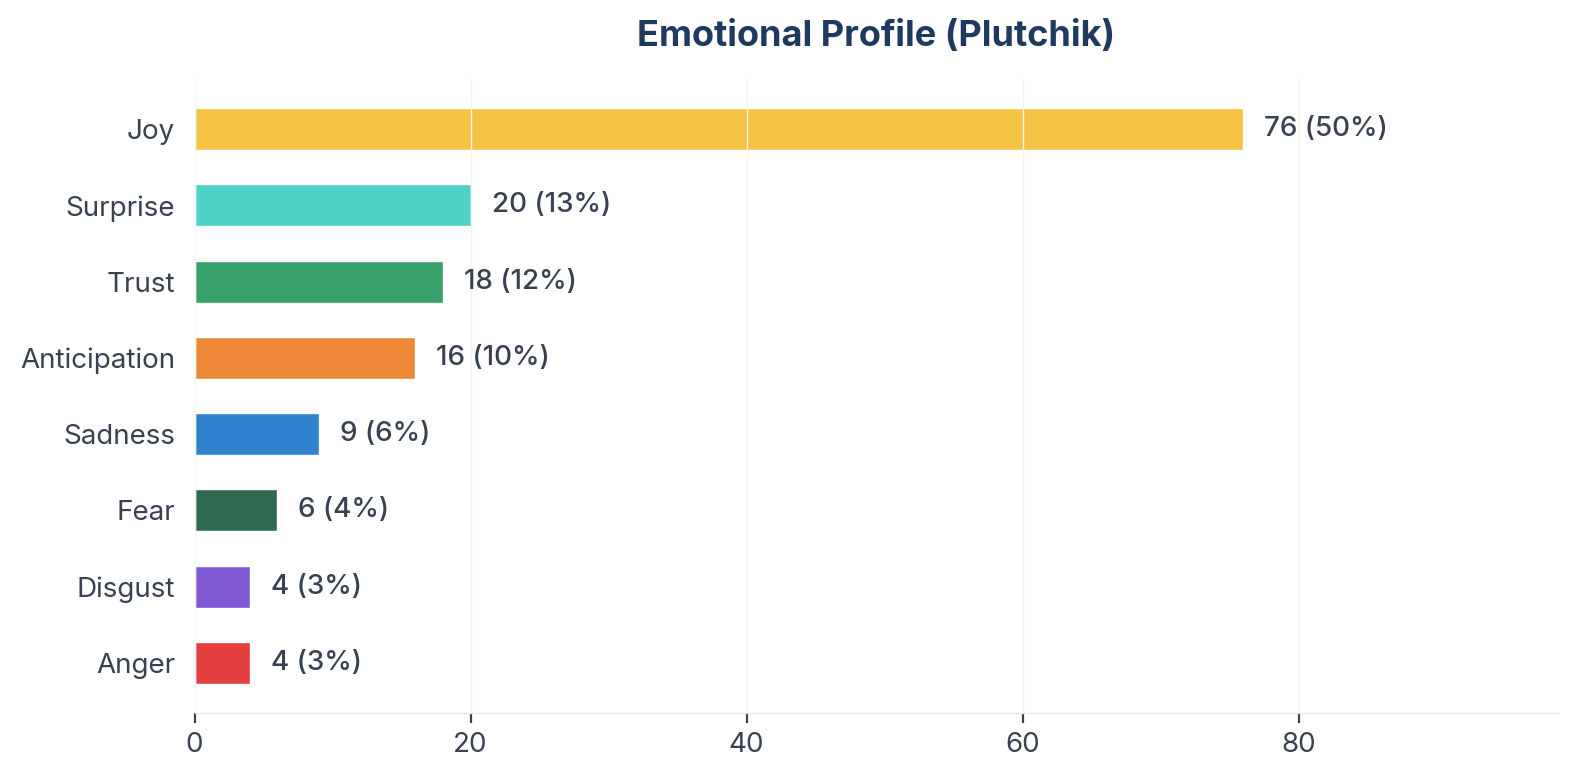 Emotional Profile (Plutchik)
Joy 76 (50%)
Surprise 20 (13%)
Trust 18 (12%)
Anticipation 16 (10%)
Sadness 9 (6%)
Fear 6 (4%)
Disgust 4 (3%)
Anger 4 (3%)
0 20 40 60 80